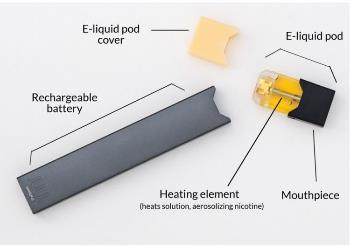 E-liquid pod
cover
E-liquid pod
Rechargeable
battery
Heating element
(heats solution, aerosolizing nicotine)
Mouthpiece